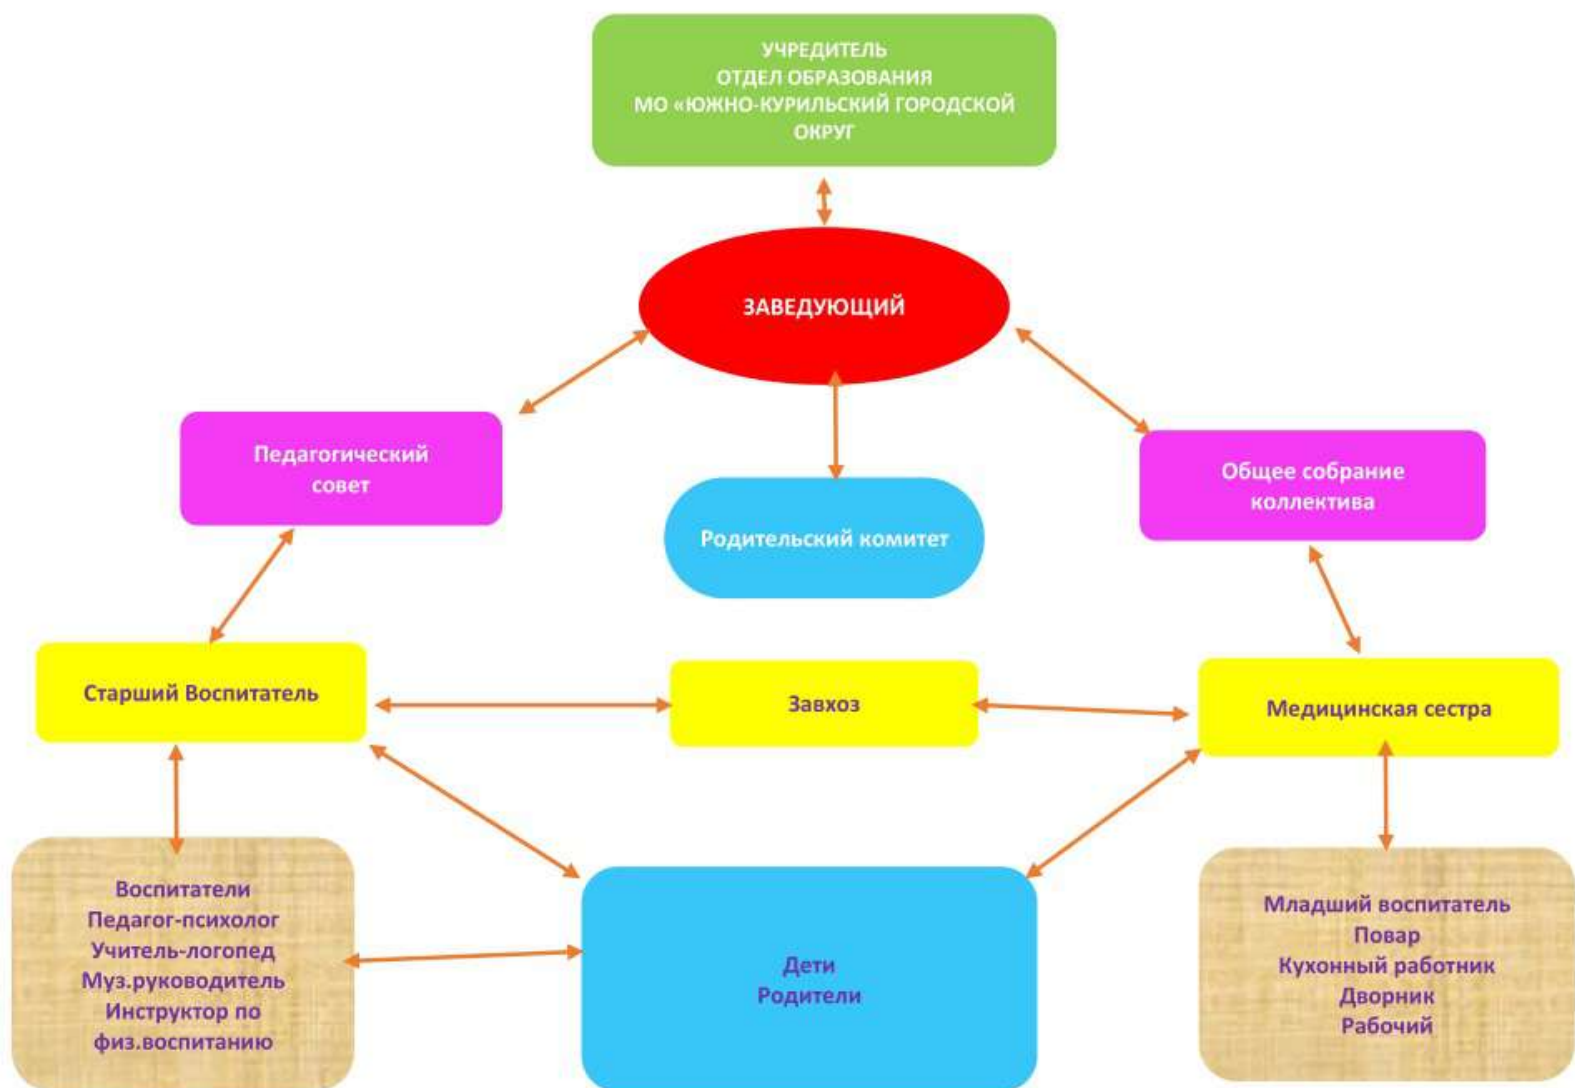 УЧРЕДИТЕЛЬ
ОТДЕЛ ОБРАЗОВАНИЯ
МО «ЮЖНО-КУРИЛЬСКИЙ ГОРОДСКОЙ
ОКРУГ
ЗАВЕДУЮЩИЙ
Педагогический
совет
Родительский комитет
Общее собрание
коллектива
Старший Воспитатель
Завхоз
Медицинская сестра
Воспитатели
Педагог-психолог
Учитель-логопед
Муз.руководитель
Инструктор по
физ.воспитанию
Дети
Родители
Младший воспитатель
Повар
Кухонный работник
Дворник
Рабочий